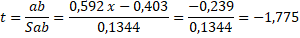 t = ab/Sab = 0,592 x − 0,403/0,1344 = −0,239/0,1344 = −1,775